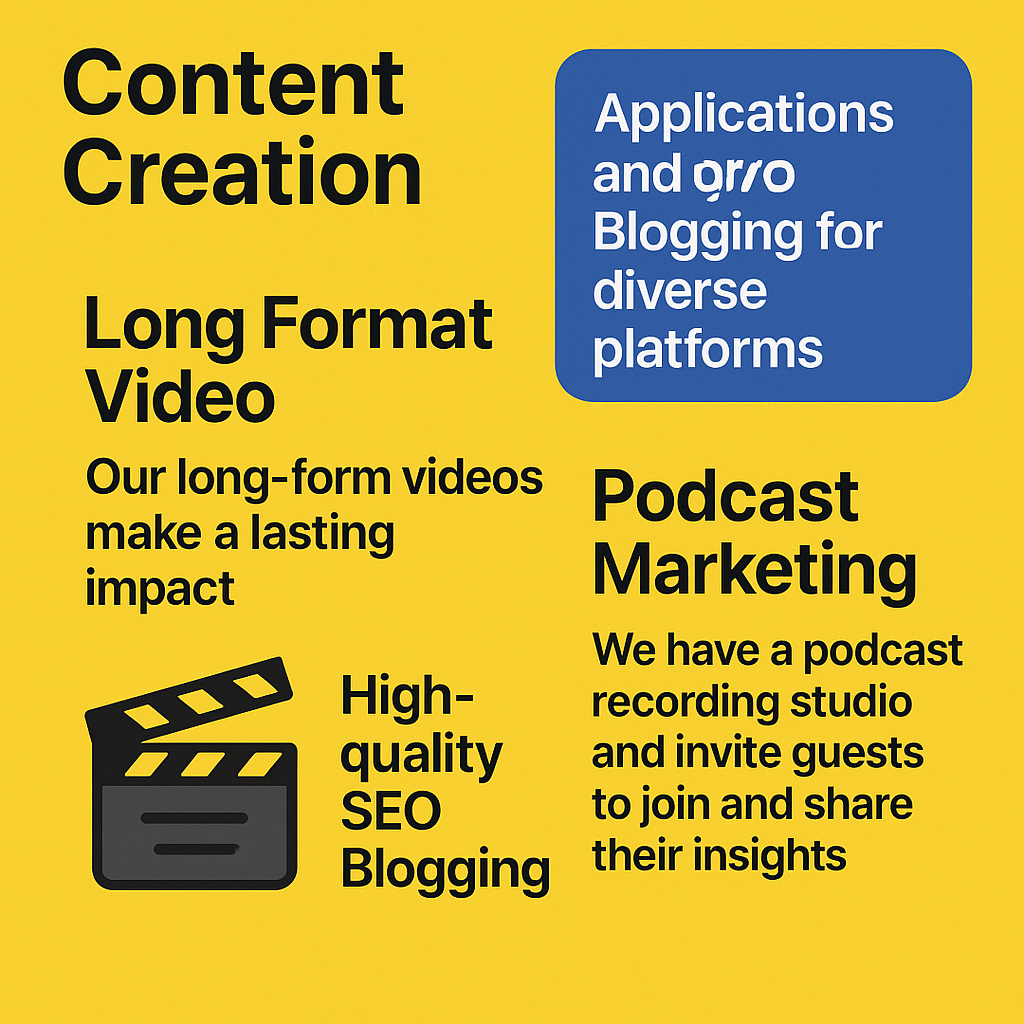 Content
Creation
Long Format
Video
Our long-form videos
make a lasting
impact
High-
quality
SEO
Blogging
Applications
and
Blogging for
diverse
platforms
Podcast
Marketing
We have a podcast
recording studio
and invite guests
to join and share
their insights